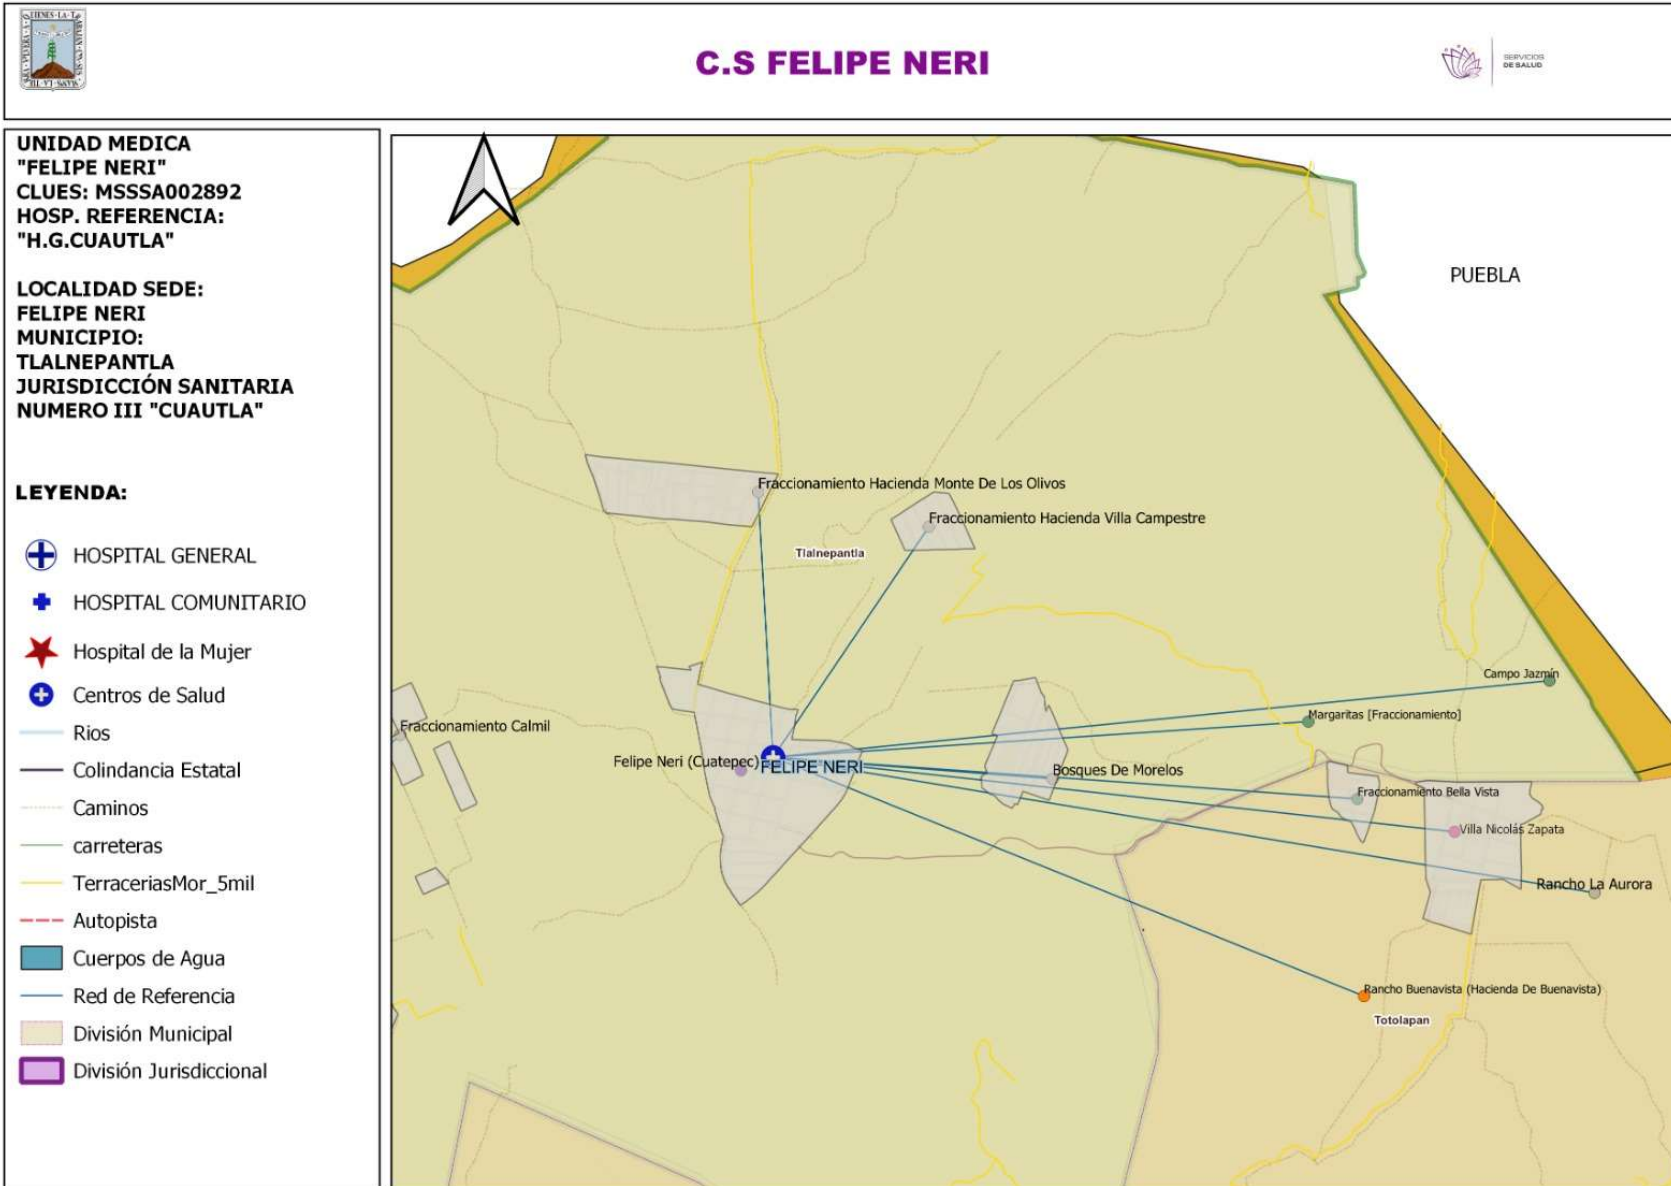 C.S FELIPE NERI
SERVICIOS
DE SALUD
UNIDAD MEDICA
"FELIPE NERI"
CLUES: MSSSA002892
HOSP. REFERENCIA:
"H.G.CUAUTLA"
LOCALIDAD SEDE:
FELIPE NERI
MUNICIPIO:
TLALNEPANTLA
JURISDICCIÓN SANITARIA
NUMERO III "CUAUTLA"
LEYENDA:
HOSPITAL GENERAL
HOSPITAL COMUNITARIO
Hospital de la Mujer
Centros de Salud
Rios
Colindancia Estatal
Caminos
carreteras
TerraceriasMor_5mil
Autopista
Cuerpos de Agua
Red de Referencia
División Municipal
División Jurisdiccional
PUEBLA
Fraccionamiento Hacienda Monte De Los Olivos
Fraccionamiento Hacienda Villa Campestre
Tlalnepantla
Campo Jazmín
Margaritas [Fraccionamiento]
Fraccionamiento Calmil
Felipe Neri (Cuatepec)
FELIPE NERI
Bosques De Morelos
Fraccionamiento Bella Vista
Villa Nicolás Zapata
Rancho La Aurora
Rancho Buenavista (Hacienda De Buenavista)
Totolapan